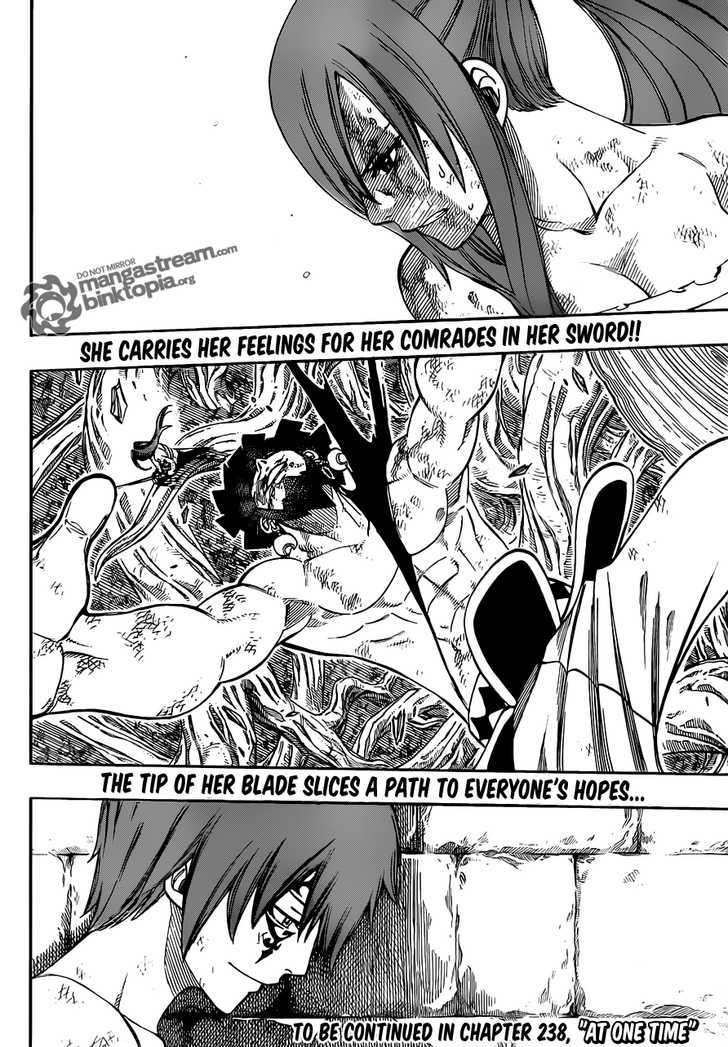 DO NOT MIRROR
mangastream.com
binktopia.org
SHE CARRIES HER FEELINGS FOR HER COMRADES IN HER SWORD!!
THE TIP OF HER BLADE SLICES A PATH TO EVERYONE'S HOPES...
TO BE CONTINUED IN CHAPTER 238, "AT ONE TIME"